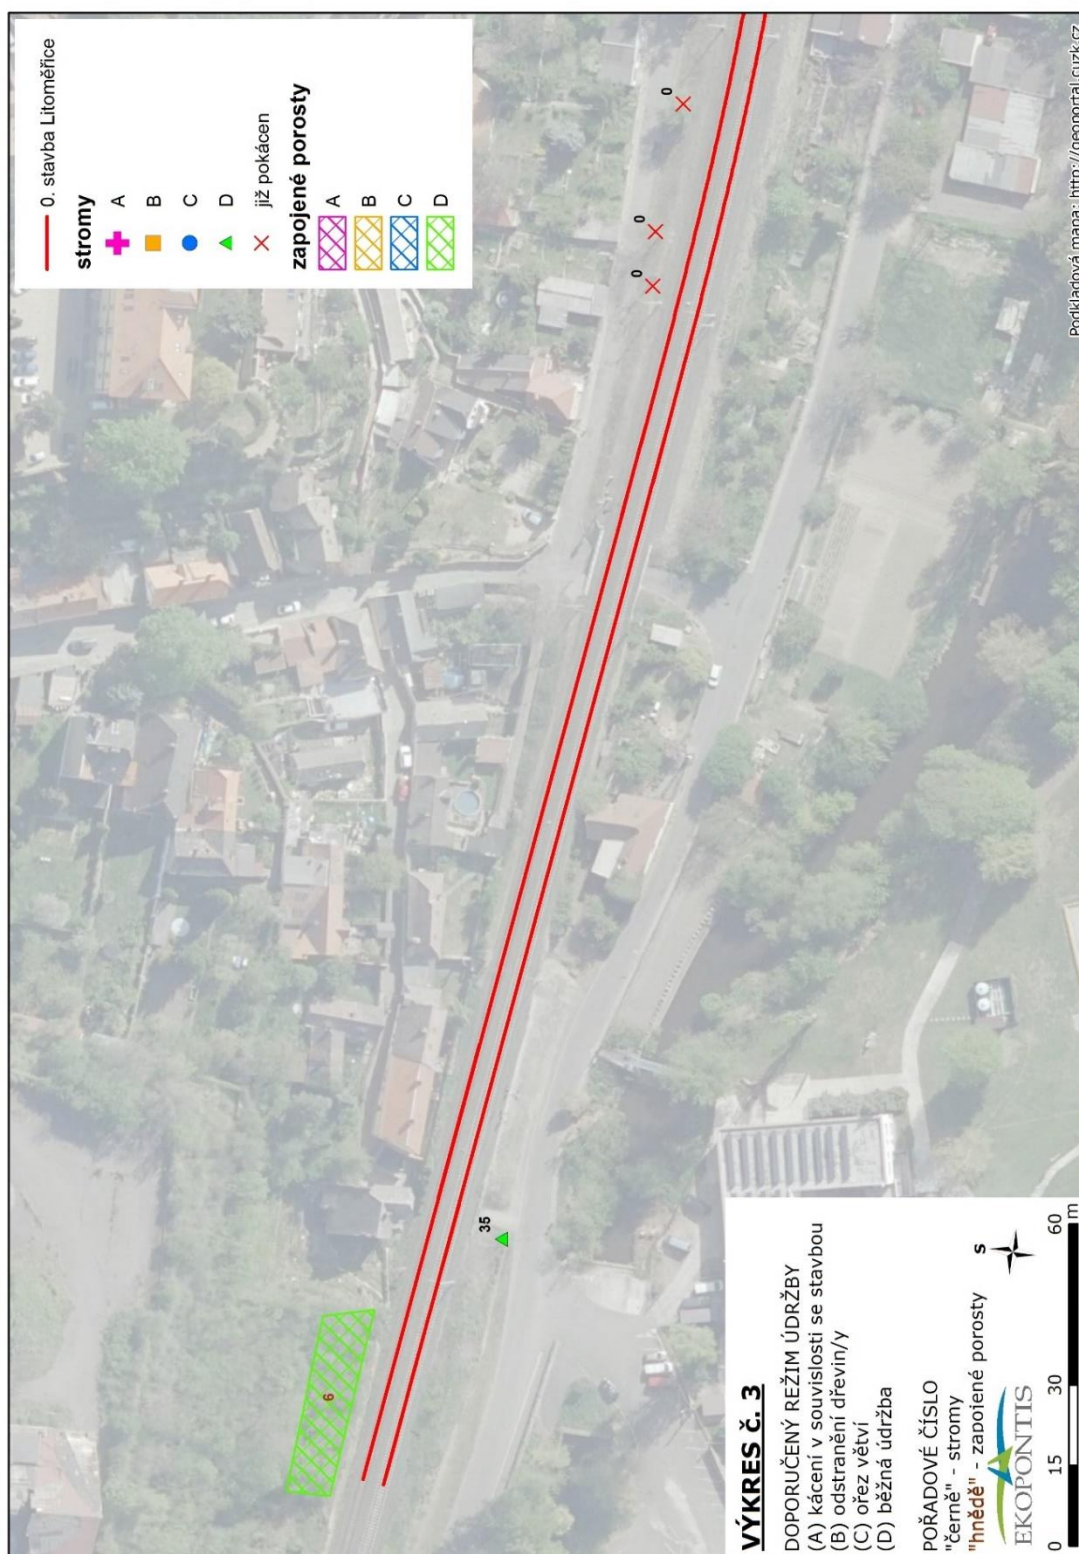 0. stavba Litoměřice
stromy
A
B
C
D
již pokácen
zapojené porosty
A
B
C
D
0
0
0
35
6
VÝKRES č. 3
DOPORUČENÝ REŽIM ÚDRŽBY
(A) kácení v souvislosti se stavbou
(B) odstranění dřevin/y
(C) ořez větví
(D) běžná údržba
POŘADOVÉ ČÍSLO
"černě" - stromy
"hnědě" - zapojené porosty
EKOPONTIS
S
0 15 30 60
m
Podkladová mapa: http://geoportal.cuzk.cz